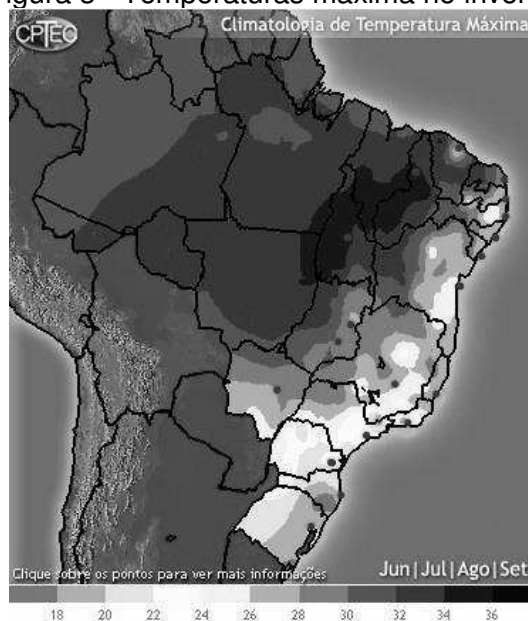 Temperaturas máxima no inver
CPTEC
Climatologia de Temperatura Máxima
Clique sobre os pontos para ver mais informações
Jun|Jul|Ago|Set
18 20 22 24 26 28 30 32 34 36